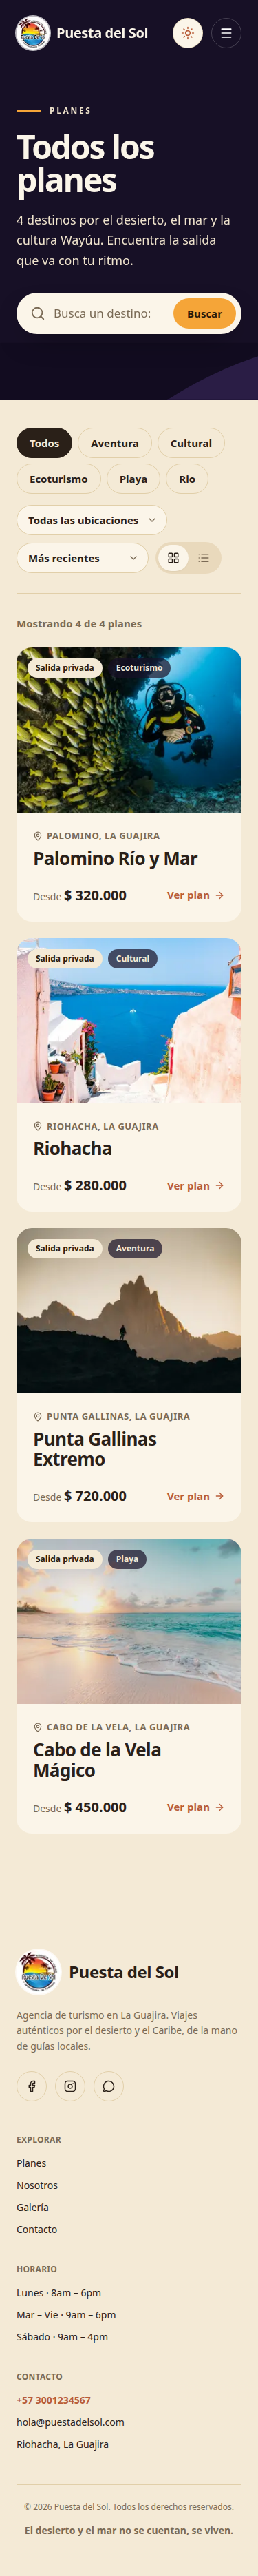 Puesta del Sol
PLANES
Todos los
planes
4 destinos por el desierto, el mar y la
cultura Wayúu. Encuentra la salida
que va con tu ritmo.
Busca un destino:
Buscar
Todos
Aventura
Cultural
Ecoturismo
Playa
Rio
Todas las ubicaciones
Más recientes
Mostrando 4 de 4 planes
Salida privada
Ecoturismo
PALOMINO, LA GUAJIRA
Palomino Río y Mar
Desde $ 320.000
Ver plan
Salida privada
Cultural
RIOHACHA, LA GUAJIRA
Riohacha
Desde $ 280.000
Ver plan
Salida privada
Aventura
PUNTA GALLINAS, LA GUAJIRA
Punta Gallinas
Extremo
Desde $ 720.000
Ver plan
Salida privada
Playa
CABO DE LA VELA, LA GUAJIRA
Cabo de la Vela
Mágico
Desde $ 450.000
Ver plan
Puesta del Sol
Agencia de turismo en La Guajira. Viajes
auténticos por el desierto y el Caribe, de la mano
de guías locales.
EXPLORAR
Planes
Nosotros
Galería
Contacto
HORARIO
Lunes · 8am – 6pm
Mar – Vie · 9am – 6pm
Sábado · 9am – 4pm
CONTACTO
+57 3001234567
hola@puestadelsol.com
Riohacha, La Guajira
© 2026 Puesta del Sol. Todos los derechos reservados.
El desierto y el mar no se cuentan, se viven.